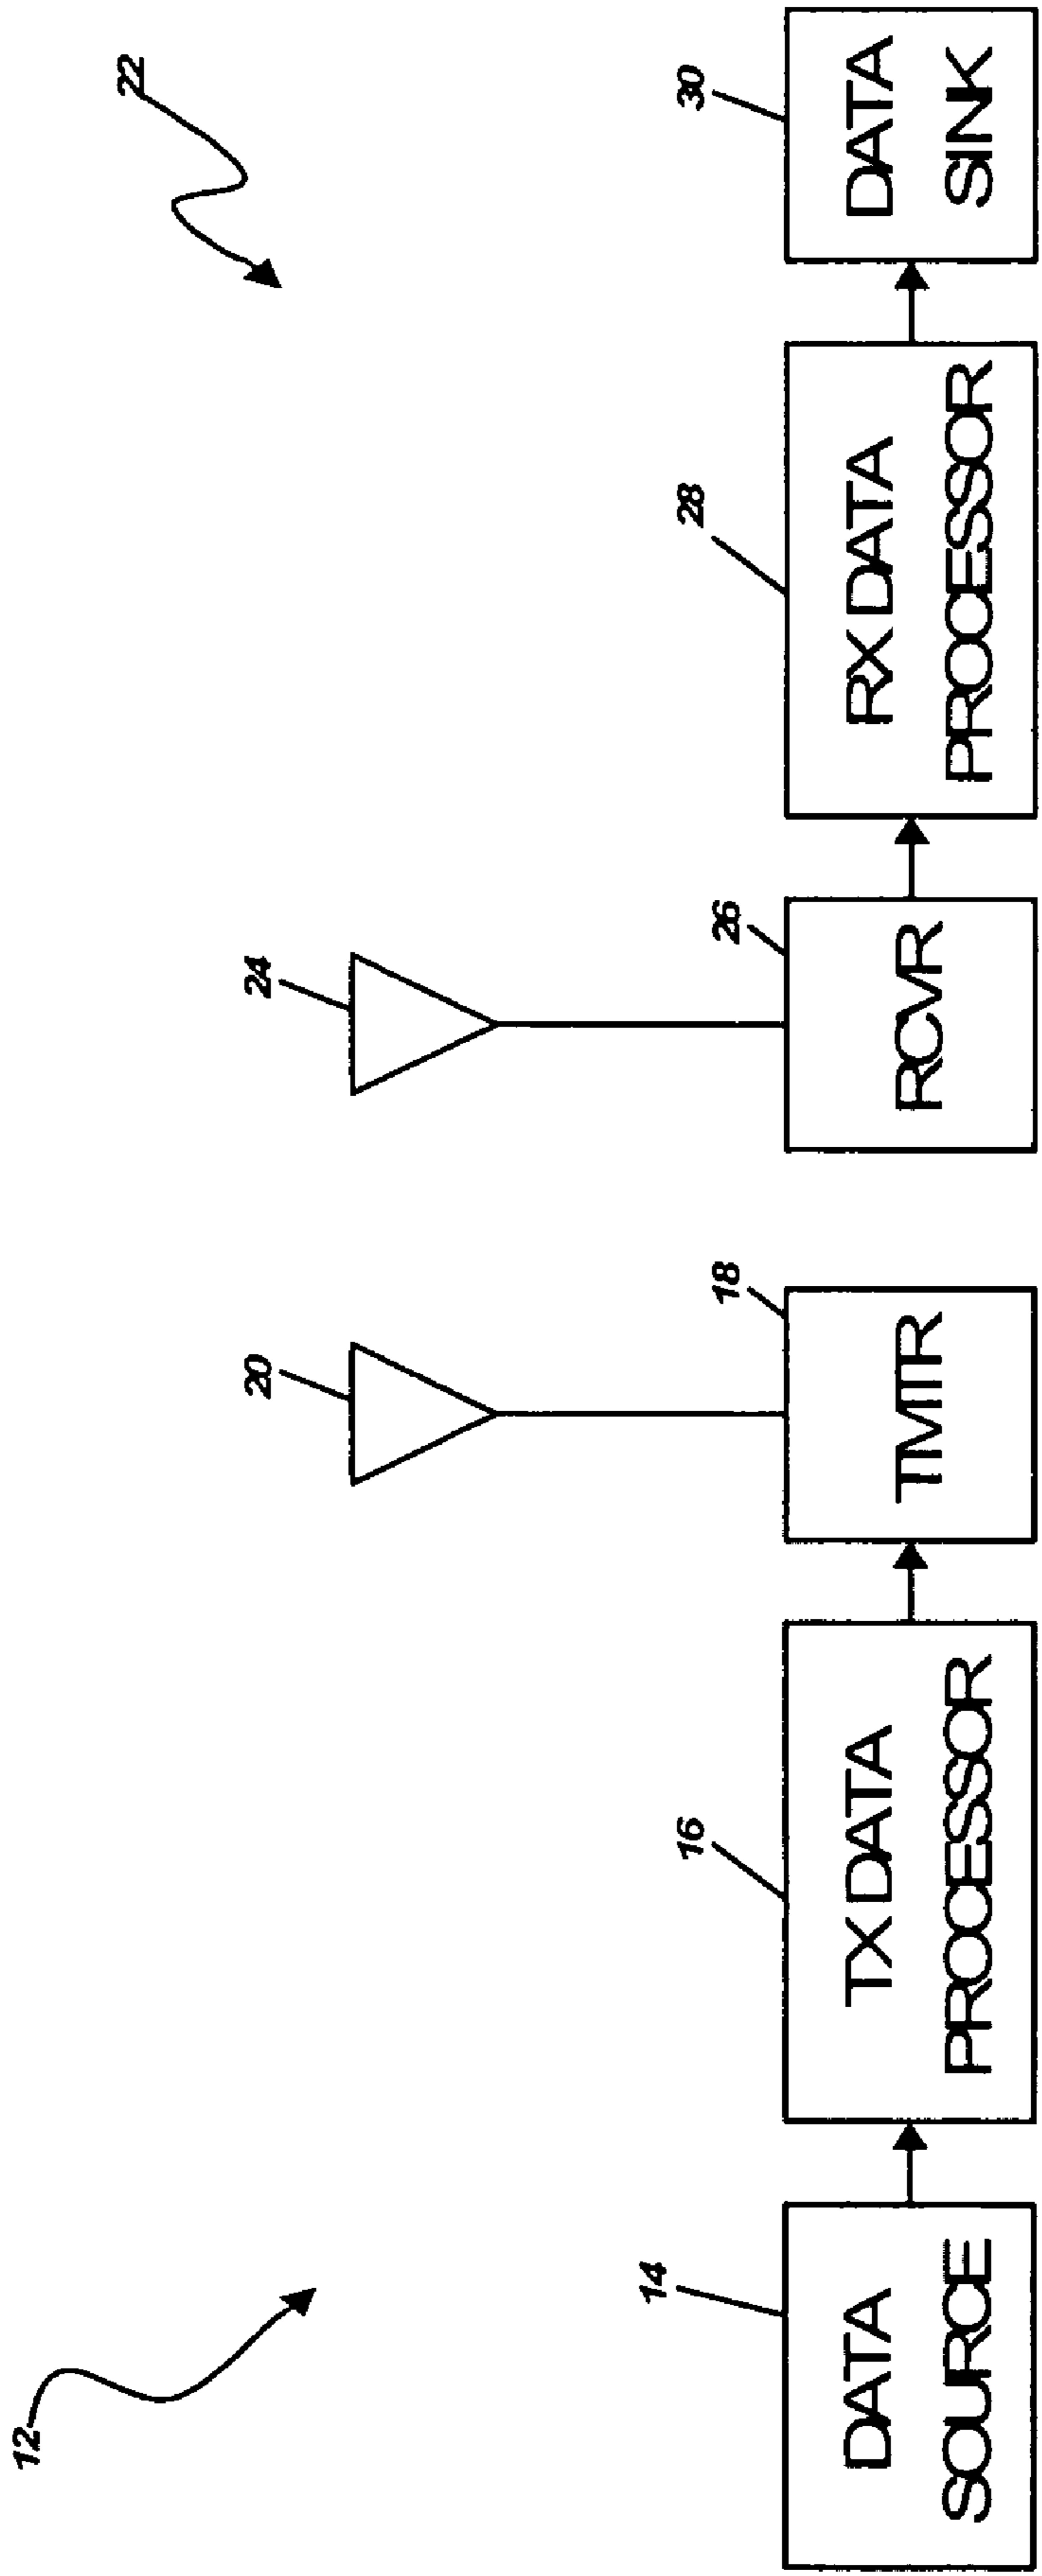 12
22
20
24
14
16
18
26
28
30
DATA
SOURCE
TX DATA
PROCESSOR
TMTR
RCVR
RX DATA
PROCESSOR
DATA
SINK